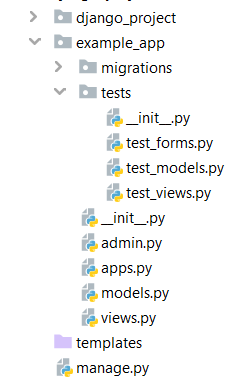 django_project
example_app
migrations
tests
__init__.py
test_forms.py
test_models.py
test_views.py
__init__.py
admin.py
apps.py
models.py
views.py
templates
manage.py